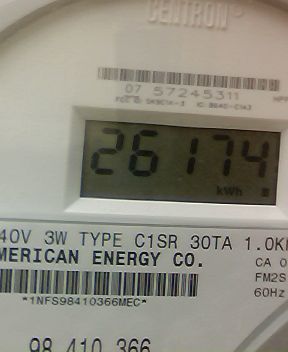 CENTRON®
07 57245311
26174
kWh
40V 3W TYPE C1SR 30TA 1.0K
MERICAN ENERGY CO.
CA 0
FM2S
*1NFS98410366MEC*
60Hz
98 410 366